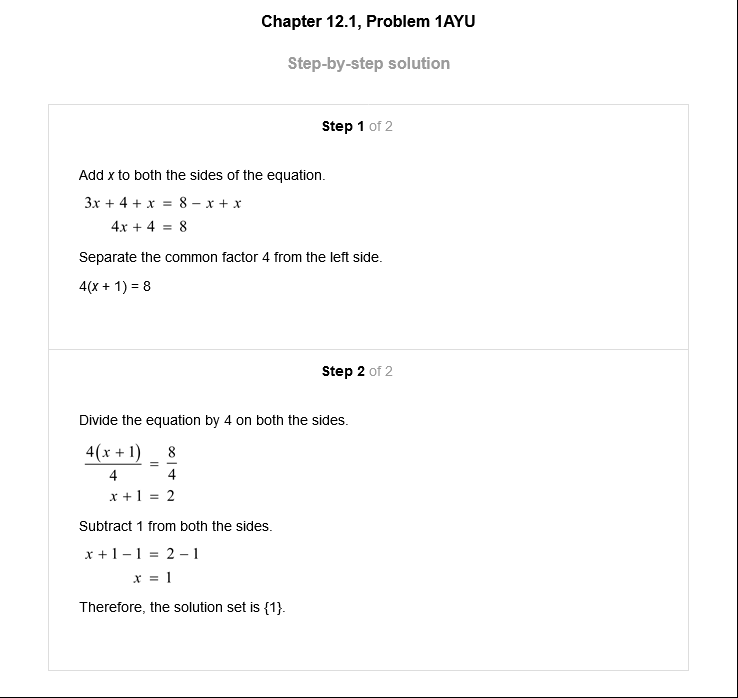 Chapter 12.1, Problem 1AYU
Step-by-step solution
Step 1 of 2
Add x to both the sides of the equation.
3x + 4 + x = 8 − x + x
4x + 4 = 8
Separate the common factor 4 from the left side.
4(x + 1) = 8
Step 2 of 2
Divide the equation by 4 on both the sides.
4(x + 1)/4 = 8/4
x + 1 = 2
Subtract 1 from both the sides.
x + 1 − 1 = 2 − 1
x = 1
Therefore, the solution set is {1}.